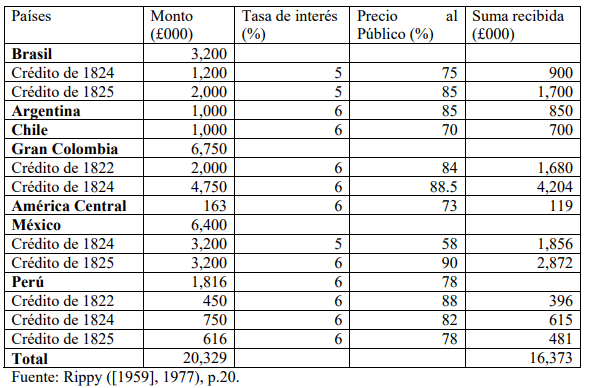 Países Monto (£000) Tasa de interés (%) Precio al Público (%) Suma recibida (£000)
Brasil 3,200
Crédito de 1824 1,200 5 75 900
Crédito de 1825 2,000 5 85 1,700
Argentina 1,000 6 85 850
Chile 1,000 6 70 700
Gran Colombia 6,750
Crédito de 1822 2,000 6 84 1,680
Crédito de 1824 4,750 6 88.5 4,204
América Central 163 6 73 119
México 6,400
Crédito de 1824 3,200 5 58 1,856
Crédito de 1825 3,200 6 90 2,872
Perú 1,816 6 78
Crédito de 1822 450 6 88 396
Crédito de 1824 750 6 82 615
Crédito de 1825 616 6 78 481
Total 20,329 16,373
Fuente: Rippy ([1959], 1977), p.20.